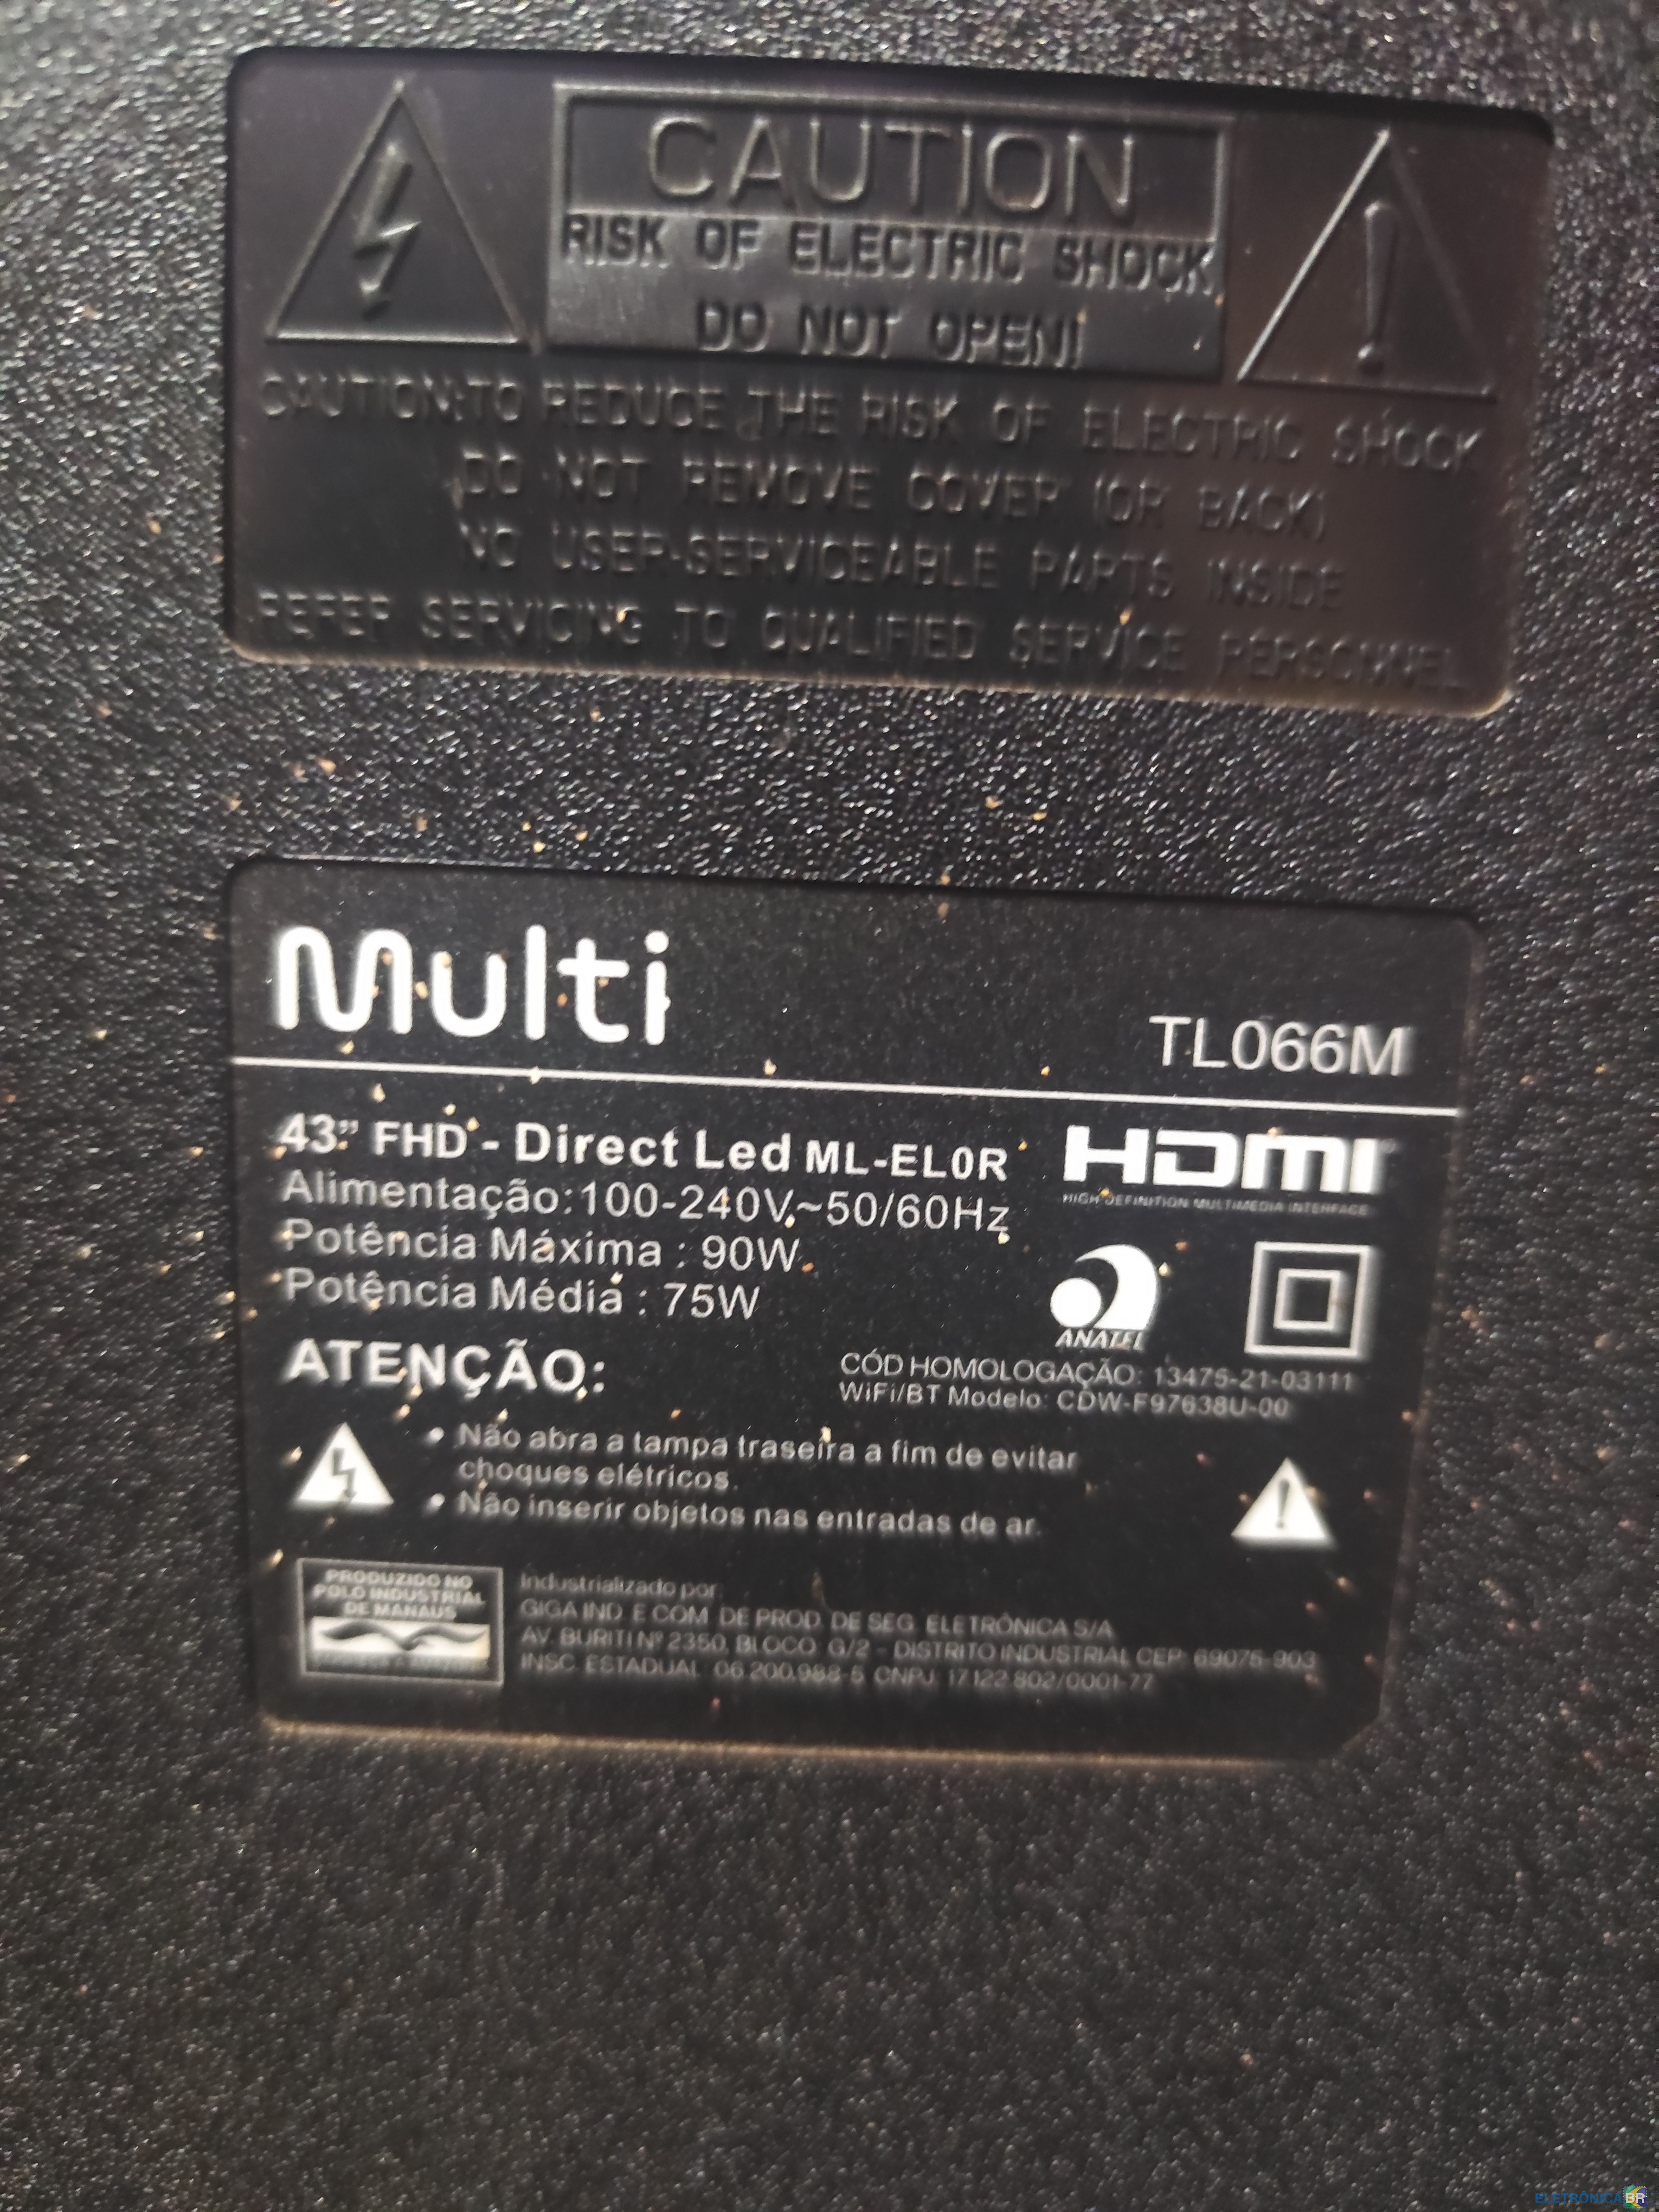 CAUTION
RISK OF ELECTRIC SHOCK
DO NOT OPEN!
CAUTION:TO REDUCE THE RISK OF ELECTRIC SHOCK
DO NOT REMOVE COVER (OR BACK)
NO USER-SERVICEABLE PARTS INSIDE
REFER SERVICING TO QUALIFIED SERVICE PERSONNEL
Multi
TL066M
43” FHD - Direct Led ML-EL0R
Alimentação:100-240V~50/60Hz
Potência Máxima : 90W
Potência Média : 75W
HDMI
HIGH DEFINITION MULTIMEDIA INTERFACE
ANATEL
CÓD HOMOLOGAÇÃO: 13475-21-03111
WiFi/BT Modelo: CDW-F97638U-00
ATENÇÃO:
• Não abra a tampa traseira a fim de evitar
choques elétricos.
• Não inserir objetos nas entradas de ar.
PRODUZIDO NO
POLO INDUSTRIAL
DE MANAUS
Industrializado por:
GIGA IND. E COM. DE PROD. DE SEG. ELETRÔNICA S/A
AV. BURITI Nº 2350, BLOCO G/2 - DISTRITO INDUSTRIAL CEP: 69075-903
INSC. ESTADUAL: 06.200.988-5 CNPJ: 17.122.802/0001-77
ELETRÔNICABR